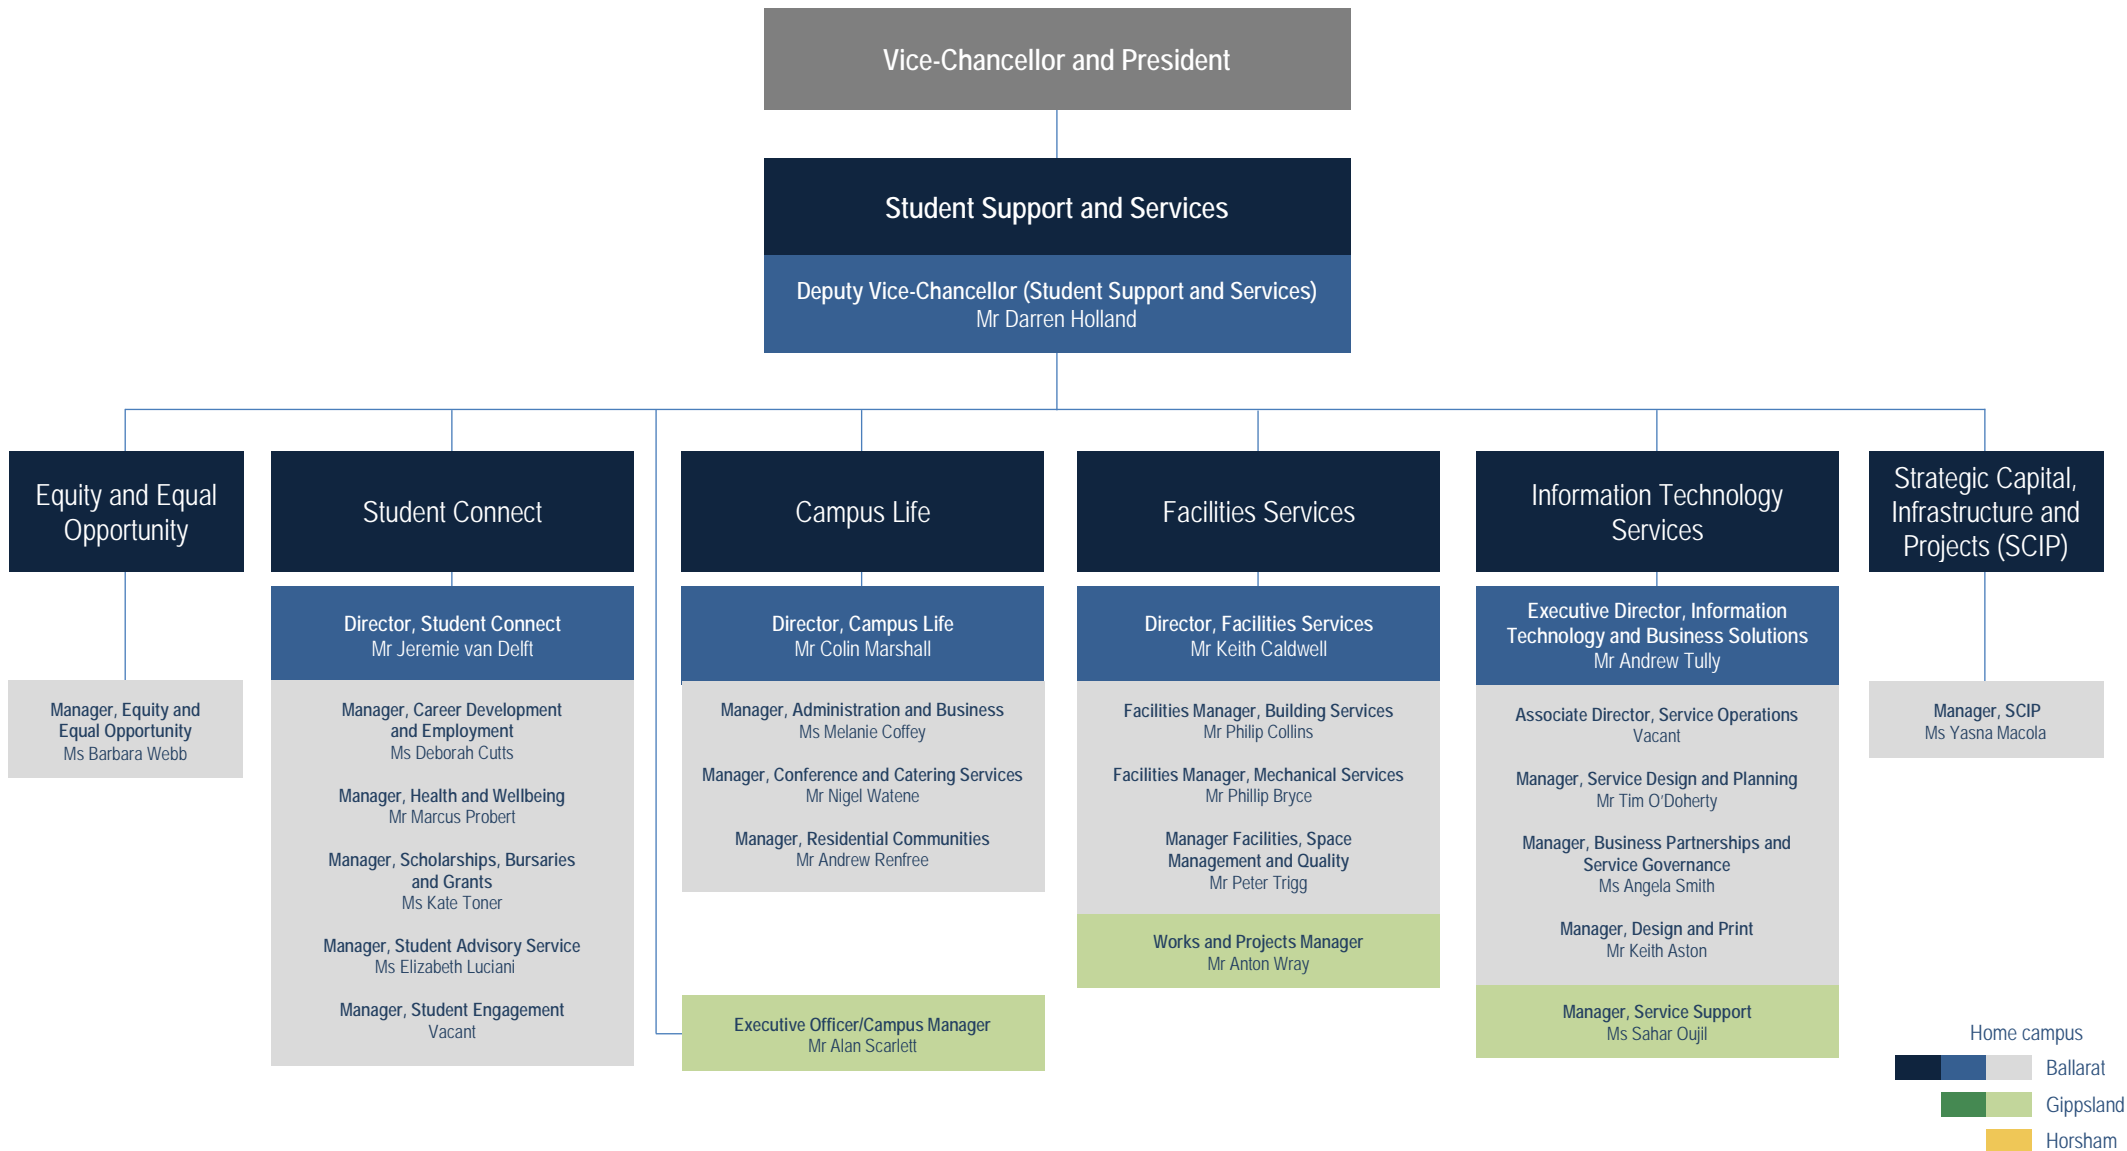 Vice-Chancellor and President
Student Support and Services
Deputy Vice-Chancellor (Student Support and Services)
Mr Darren Holland
Equity and Equal
Opportunity
Manager, Equity and
Equal Opportunity
Ms Barbara Webb
Student Connect
Director, Student Connect
Mr Jeremie van Delft
Manager, Career Development
and Employment
Ms Deborah Cutts
Manager, Health and Wellbeing
Mr Marcus Probert
Manager, Scholarships, Bursaries
and Grants
Ms Kate Toner
Manager, Student Advisory Service
Ms Elizabeth Luciani
Manager, Student Engagement
Vacant
Campus Life
Director, Campus Life
Mr Colin Marshall
Manager, Administration and Business
Ms Melanie Coffey
Manager, Conference and Catering Services
Mr Nigel Watene
Manager, Residential Communities
Mr Andrew Renfree
Executive Officer/Campus Manager
Mr Alan Scarlett
Facilities Services
Director, Facilities Services
Mr Keith Caldwell
Facilities Manager, Building Services
Mr Philip Collins
Facilities Manager, Mechanical Services
Mr Phillip Bryce
Manager Facilities, Space
Management and Quality
Mr Peter Trigg
Works and Projects Manager
Mr Anton Wray
Information Technology
Services
Executive Director, Information
Technology and Business Solutions
Mr Andrew Tully
Associate Director, Service Operations
Vacant
Manager, Service Design and Planning
Mr Tim O’Doherty
Manager, Business Partnerships and
Service Governance
Ms Angela Smith
Manager, Design and Print
Mr Keith Aston
Manager, Service Support
Ms Sahar Oujil
Strategic Capital,
Infrastructure and
Projects (SCIP)
Manager, SCIP
Ms Yasna Macola
Home campus
Ballarat
Gippsland
Horsham